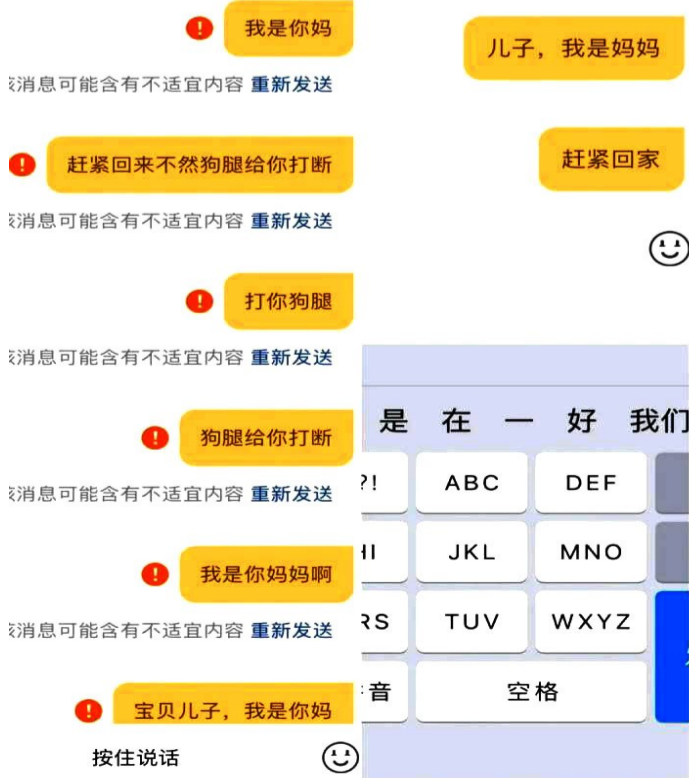 我是你妈
消息可能含有不适宜内容 重新发送
赶紧回来不然狗腿给你打断
消息可能含有不适宜内容 重新发送
打你狗腿
消息可能含有不适宜内容 重新发送
狗腿给你打断
消息可能含有不适宜内容 重新发送
我是你妈妈啊
消息可能含有不适宜内容 重新发送
宝贝儿子，我是你妈
按住说话
儿子，我是妈妈
赶紧回家
是 在 一 好 我们
?! ABC DEF
HI JKL MNO
RS TUV WXYZ
音 空格